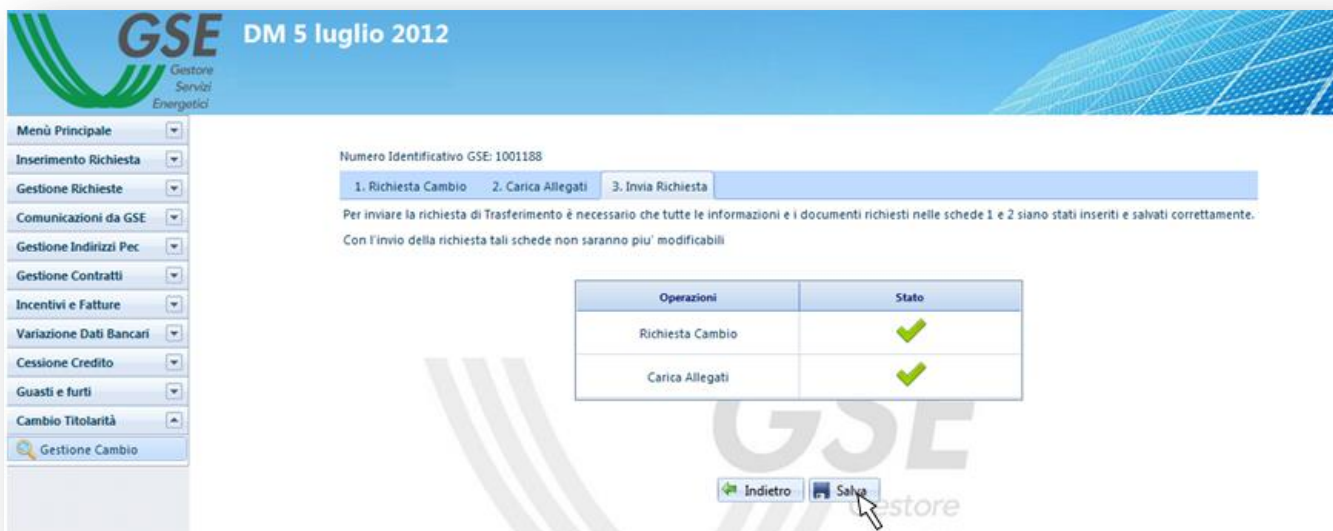 GSE
Gestore
Servizi
Energetici
DM 5 luglio 2012
Menù Principale
Inserimento Richiesta
Gestione Richieste
Comunicazioni da GSE
Gestione Indirizzi Pec
Gestione Contratti
Incentivi e Fatture
Variazione Dati Bancari
Cessione Credito
Guasti e furti
Cambio Titolarità
Gestione Cambio
Numero Identificativo GSE: 1001188
1. Richiesta Cambio 2. Carica Allegati 3. Invia Richiesta
Per inviare la richiesta di Trasferimento è necessario che tutte le informazioni e i documenti richiesti nelle schede 1 e 2 siano stati inseriti e salvati correttamente.
Con l'invio della richiesta tali schede non saranno piu' modificabili
Operazioni Stato
Richiesta Cambio
Carica Allegati
GSE
Indietro Salva
Gestore